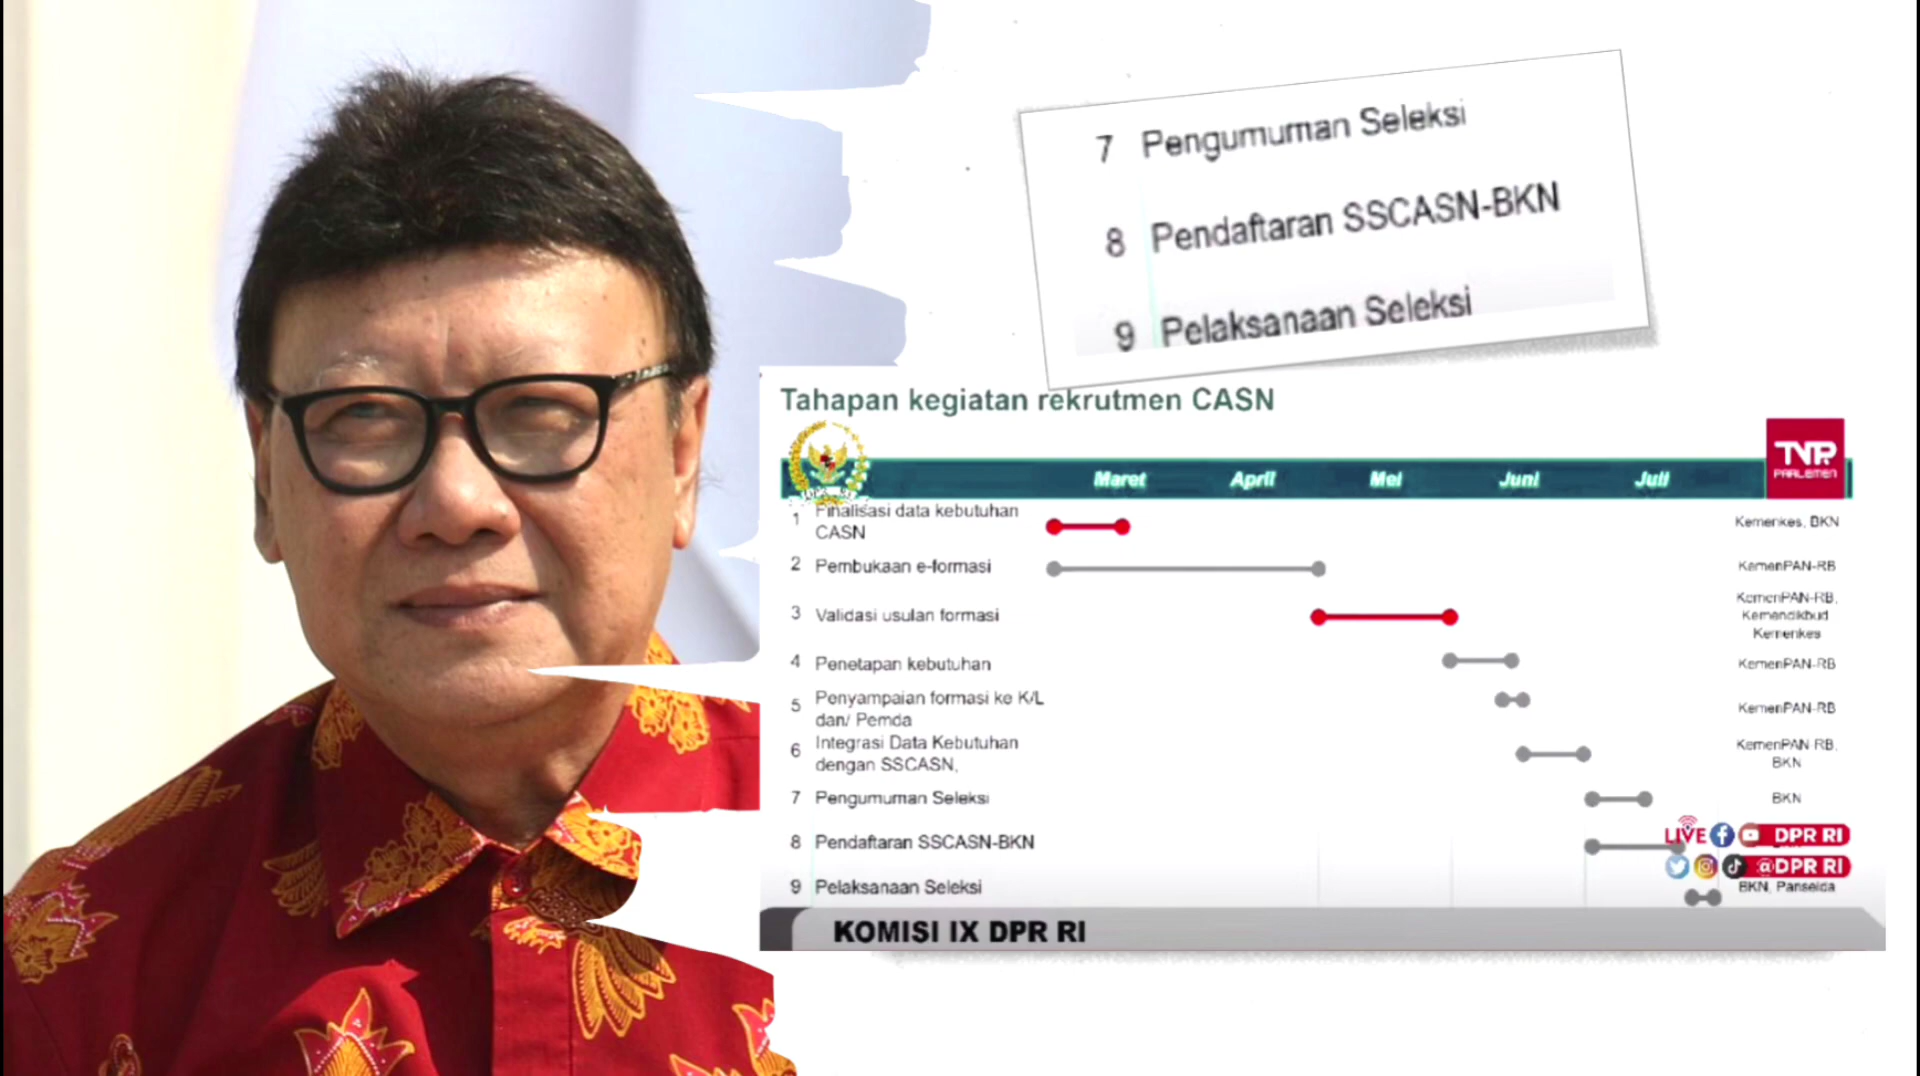 7 Pengumuman Seleksi
8 Pendaftaran SSCASN-BKN
9 Pelaksanaan Seleksi
Tahapan kegiatan rekrutmen CASN
TVR
PARLEMEN
Maret April Mei Juni Juli
1 Finalisasi data kebutuhan
CASN
Kemenkes, BKN
2 Pembukaan e-formasi
KemenPAN-RB
3 Validasi usulan formasi
KemenPAN-RB,
Kemendikbud
Kemenkes
4 Penetapan kebutuhan
KemenPAN-RB
5 Penyampaian formasi ke K/L
dan/ Pemda
KemenPAN-RB
6 Integrasi Data Kebutuhan
dengan SSCASN,
KemenPAN RB,
BKN
7 Pengumuman Seleksi
BKN
8 Pendaftaran SSCASN-BKN
LIVE DPR RI
@DPR RI
9 Pelaksanaan Seleksi
BKN, Panselda
KOMISI IX DPR RI